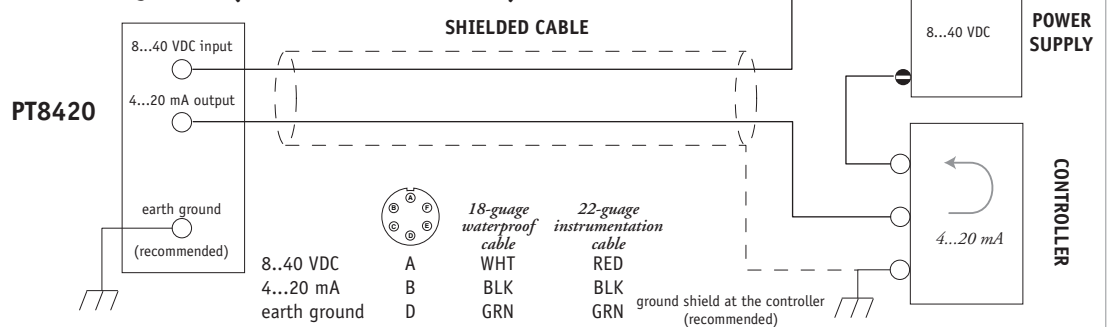 SHIELDED CABLE
8...40 VDC input
4...20 mA output
PT8420
earth ground
(recommended)
8...40 VDC
POWER
SUPPLY
CONTROLLER
4...20 mA
A
B
F
C
E
D
18-guage
waterproof
cable
22-guage
instrumentation
cable
8..40 VDC A WHT RED
4...20 mA B BLK BLK
earth ground D GRN GRN
ground shield at the controller
(recommended)